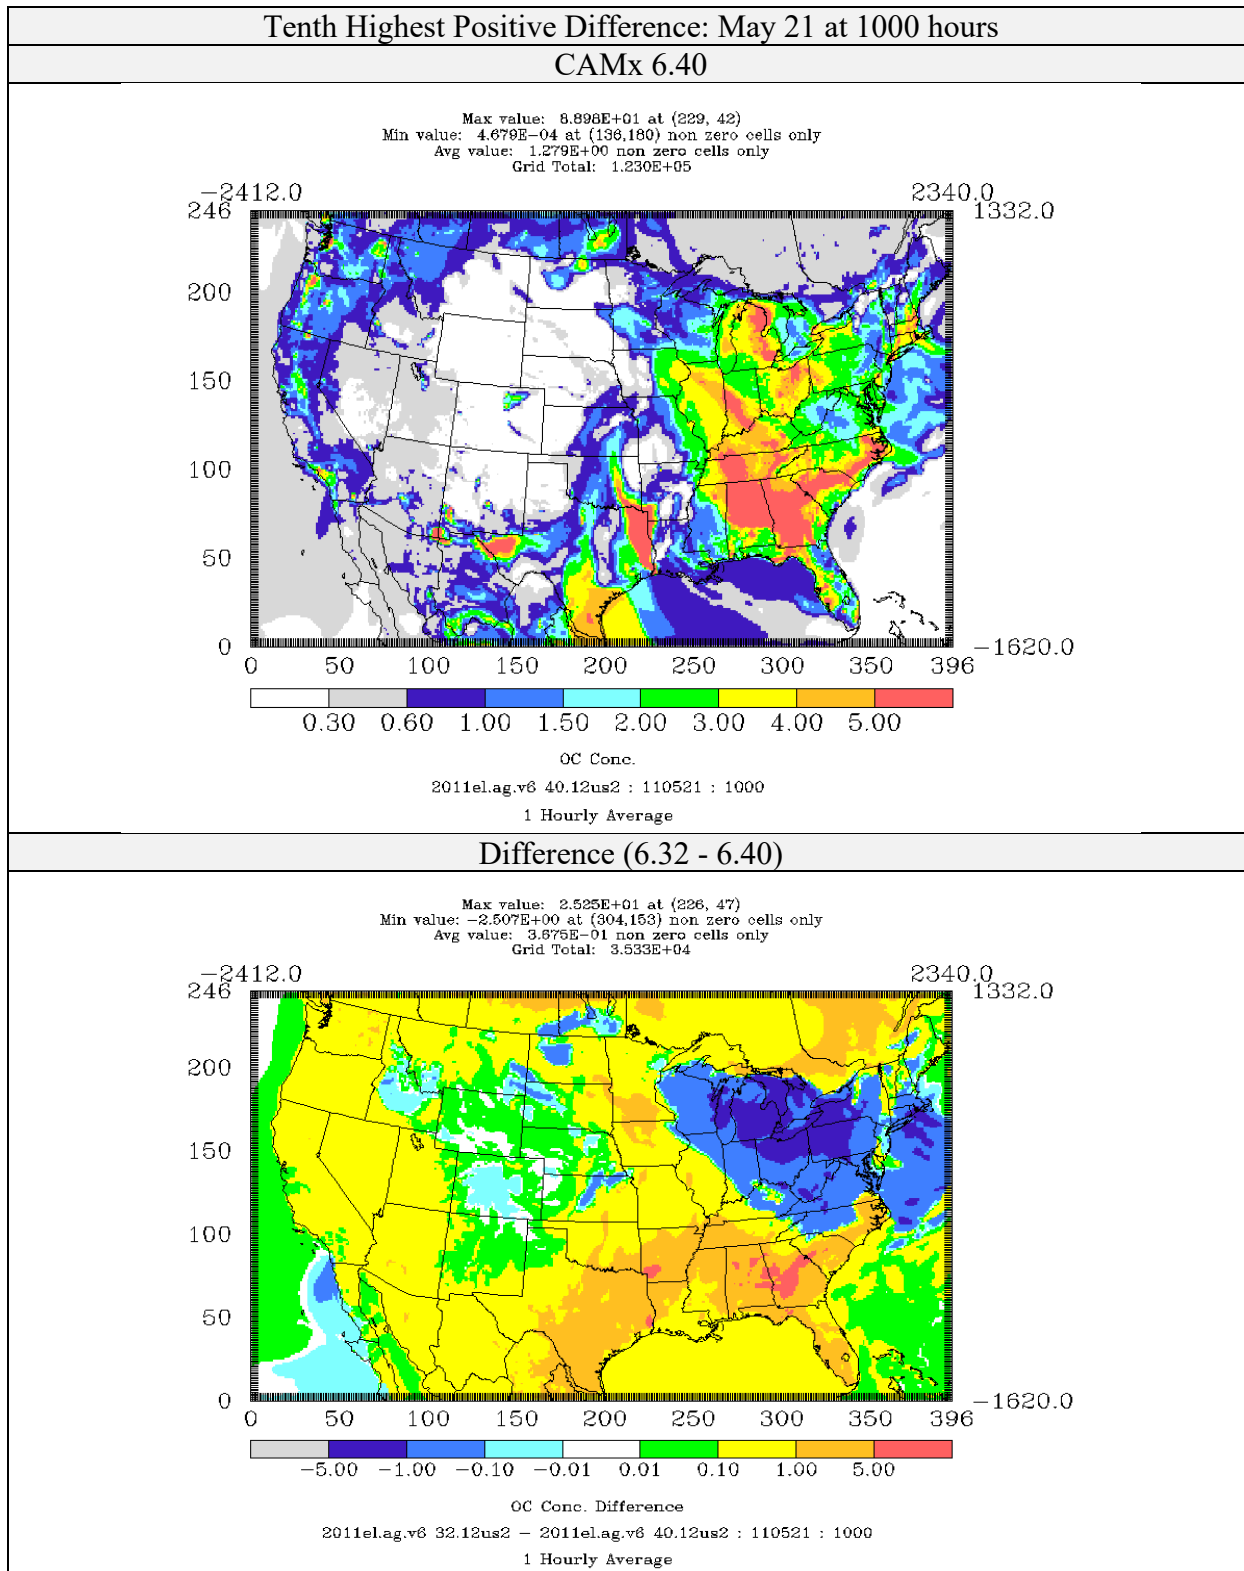 Tenth Highest Positive Difference: May 21 at 1000 hours
CAMx 6.40
Max value: 8.898E+01 at (229, 42)
Min value: 4.679E-04 at (136,180) non zero cells only
Avg value: 1.279E+00 non zero cells only
Grid Total: 1.230E+05
-2412.0 2340.0
246 1332.0
200
150
100
50
0 -1620.0
0 50 100 150 200 250 300 350 396
0.30 0.60 1.00 1.50 2.00 3.00 4.00 5.00
OC Conc.
2011el.ag.v6 40.12us2 : 110521 : 1000
1 Hourly Average
Difference (6.32 - 6.40)
Max value: 2.525E+01 at (226, 47)
Min value: -2.507E+00 at (304,153) non zero cells only
Avg value: 3.675E-01 non zero cells only
Grid Total: 3.533E+04
-2412.0 2340.0
246 1332.0
200
150
100
50
0 -1620.0
0 50 100 150 200 250 300 350 396
-5.00 -1.00 -0.10 -0.01 0.01 0.10 1.00 5.00
OC Conc. Difference
2011el.ag.v6 32.12us2 - 2011el.ag.v6 40.12us2 : 110521 : 1000
1 Hourly Average